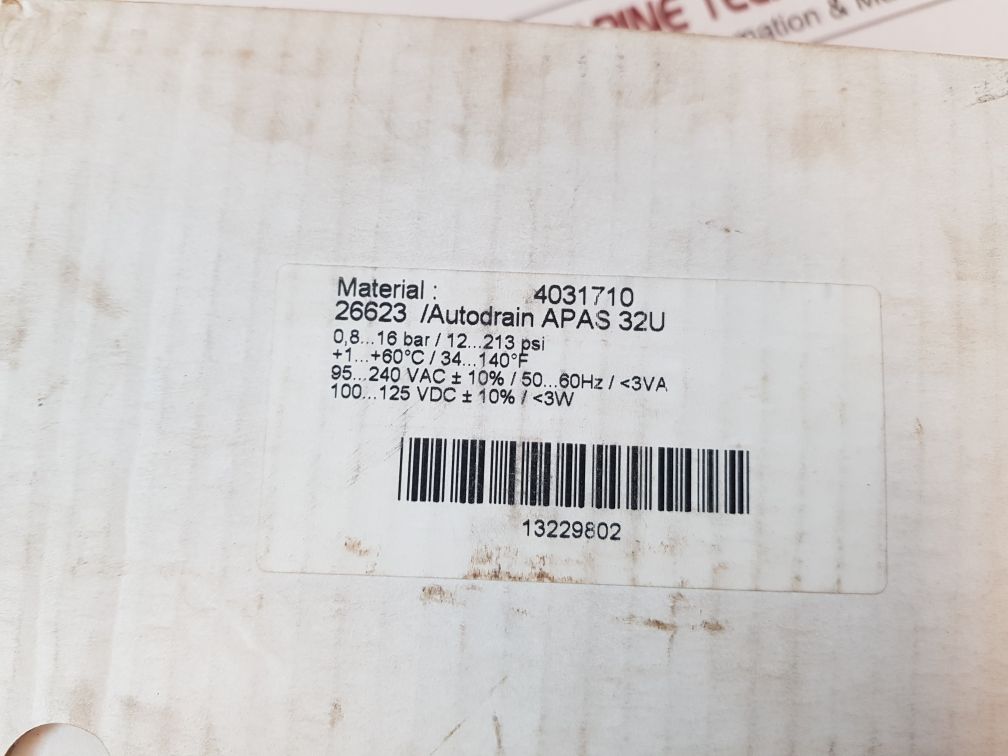 TEC
& M
Material : 4031710
26623 /Autodrain APAS 32U
0,8...16 bar / 12...213 psi
+1...+60°C / 34...140°F
95...240 VAC ± 10% / 50...60Hz / <3VA
100...125 VDC ± 10% / <3W
13229802